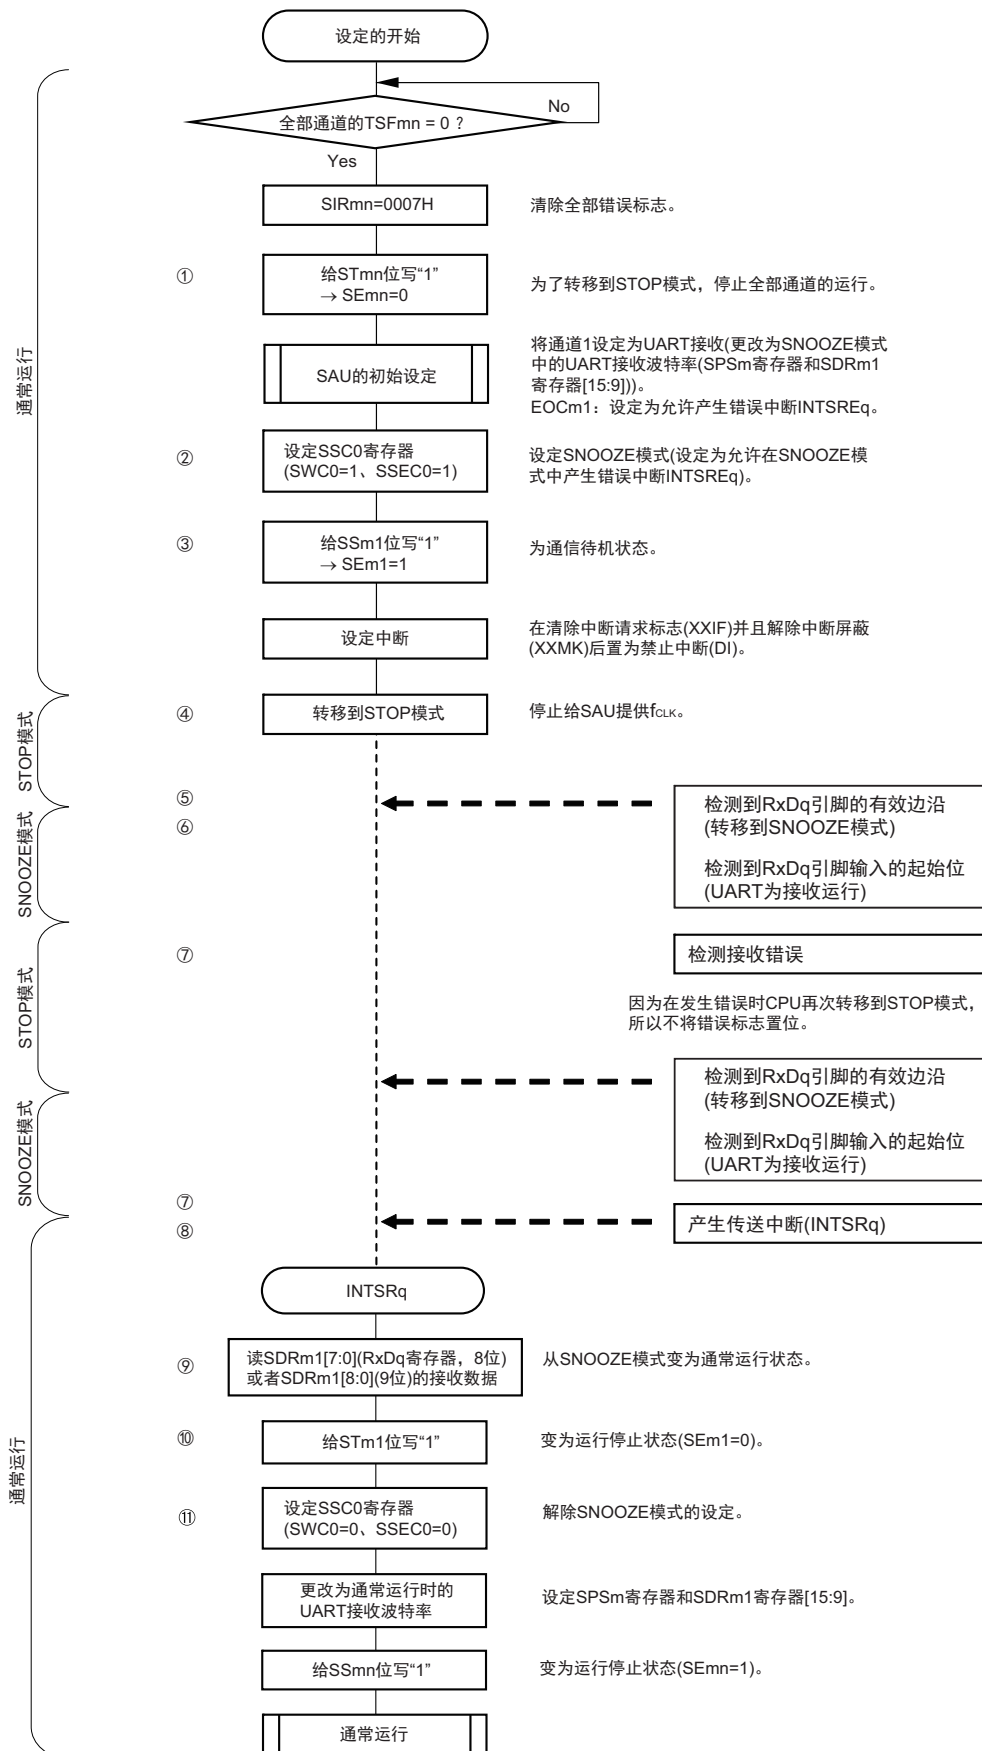 设定的开始
No
全部通道的TSFmn = 0 ?
Yes
SIRmn=0007H
清除全部错误标志。
①
给STmn位写“1”
→ SEmn=0
为了转移到STOP模式，停止全部通道的运行。
通常运行
SAU的初始设定
将通道1设定为UART接收(更改为SNOOZE模式
中的UART接收波特率(SPSm寄存器和SDRm1
寄存器[15:9]))。
EOCm1：设定为允许产生错误中断INTSREq。
②
设定SSC0寄存器
(SWC0=1、SSEC0=1)
设定SNOOZE模式(设定为允许在SNOOZE模
式中产生错误中断INTSREq)。
③
给SSm1位写“1”
→ SEm1=1
为通信待机状态。
设定中断
在清除中断请求标志(XXIF)并且解除中断屏蔽
(XXMK)后置为禁止中断(DI)。
STOP模式
④
转移到STOP模式
停止给SAU提供fCLK。
⑤
⑥
SNOOZE模式
检测到RxDq引脚的有效边沿
(转移到SNOOZE模式)
检测到RxDq引脚输入的起始位
(UART为接收运行)
STOP模式
⑦
检测接收错误
因为在发生错误时CPU再次转移到STOP模式，
所以不将错误标志置位。
SNOOZE模式
检测到RxDq引脚的有效边沿
(转移到SNOOZE模式)
检测到RxDq引脚输入的起始位
(UART为接收运行)
⑦
⑧
产生传送中断(INTSRq)
INTSRq
⑨
读SDRm1[7:0](RxDq寄存器，8位)
或者SDRm1[8:0](9位)的接收数据
从SNOOZE模式变为通常运行状态。
通常运行
⑩
给STm1位写“1”
变为运行停止状态(SEm1=0)。
⑪
设定SSC0寄存器
(SWC0=0、SSEC0=0)
解除SNOOZE模式的设定。
更改为通常运行时的
UART接收波特率
设定SPSm寄存器和SDRm1寄存器[15:9]。
给SSmn位写“1”
变为运行停止状态(SEmn=1)。
通常运行